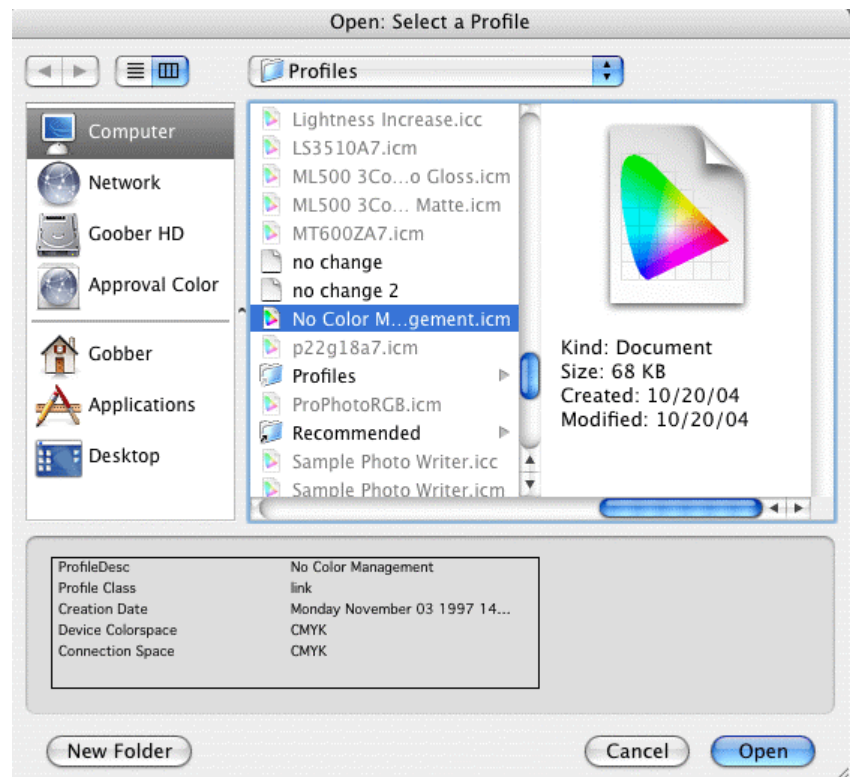 Open: Select a Profile
Profiles
Computer
Network
Goober HD
Approval Color
Gobber
Applications
Desktop
Lightness Increase.icc
LS3510A7.icm
ML500 3Co...o Gloss.icm
ML500 3Co... Matte.icm
MT600ZA7.icm
no change
no change 2
No Color M...gement.icm
p22g18a7.icm
Profiles
ProPhotoRGB.icm
Recommended
Sample Photo Writer.icc
Sample Photo Writer.icm
Kind: Document
Size: 68 KB
Created: 10/20/04
Modified: 10/20/04
ProfileDesc No Color Management
Profile Class link
Creation Date Monday November 03 1997 14...
Device Colorspace CMYK
Connection Space CMYK
New Folder
Cancel
Open